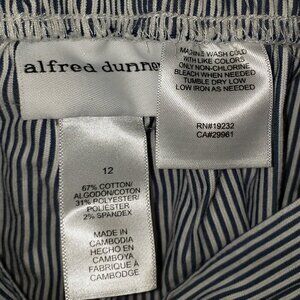 alfred dunner
MACHINE WASH COLD
WITH LIKE COLORS
ONLY NON-CHLORINE
BLEACH WHEN NEEDED
TUMBLE DRY LOW
LOW IRON AS NEEDED
RN#19232
CA#29961
12
67% COTTON/
ALGODÓN/COTON
31% POLYESTER/
POLIÉSTER
2% SPANDEX
MADE IN
CAMBODIA
HECHO EN
CAMBOYA
FABRIQUÉ AU
CAMBODGE